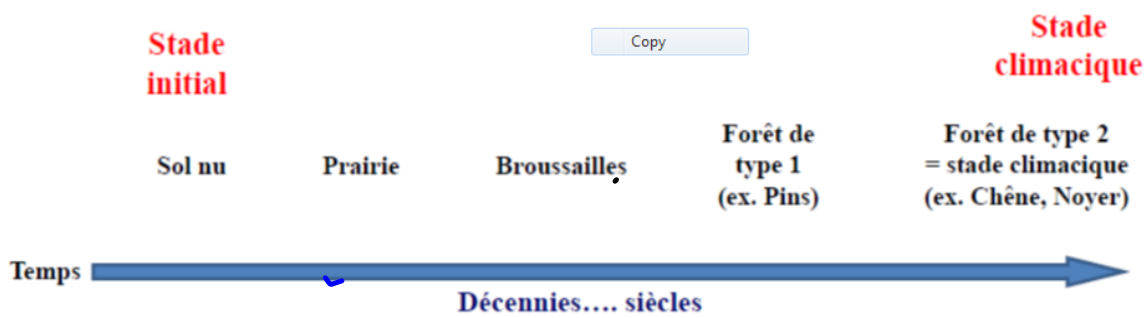 Stade
initial
Copy
Stade
climacique
Sol nu
Prairie
Broussailles
Forêt de
type 1
(ex. Pins)
Forêt de type 2
= stade climacique
(ex. Chêne, Noyer)
Temps
Décennies.... siècles